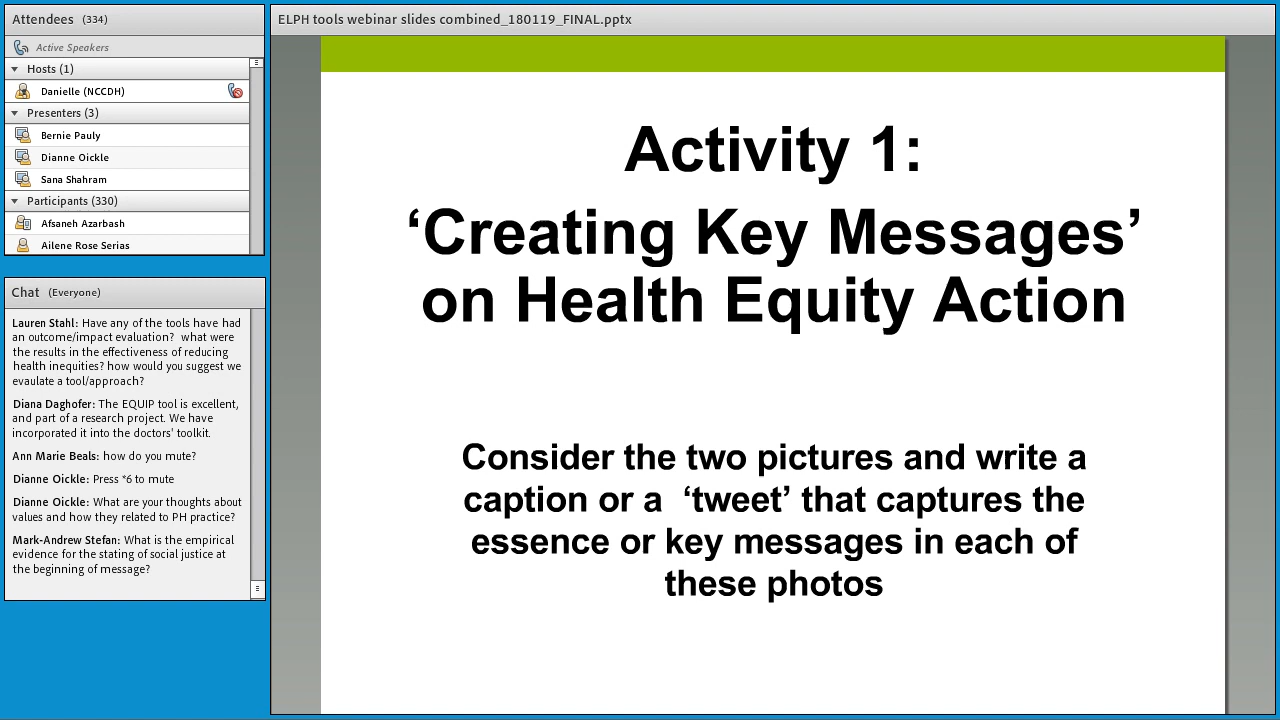 Attendees (334)
Active Speakers
Hosts (1)
Danielle (NCCDH)
Presenters (3)
Bernie Pauly
Dianne Oickle
Sana Shahram
Participants (330)
Afsaneh Azarbash
Ailene Rose Serias
Chat (Everyone)
Lauren Stahl: Have any of the tools have had
an outcome/impact evaluation? what were
the results in the effectiveness of reducing
health inequities? how would you suggest we
evaulate a tool/approach?
Diana Daghofer: The EQUIP tool is excellent,
and part of a research project. We have
incorporated it into the doctors' toolkit.
Ann Marie Beals: how do you mute?
Dianne Oickle: Press *6 to mute
Dianne Oickle: What are your thoughts about
values and how they related to PH practice?
Mark-Andrew Stefan: What is the empirical
evidence for the stating of social justice at
the beginning of message?
ELPH tools webinar slides combined_180119_FINAL.pptx
Activity 1:
‘Creating Key Messages’
on Health Equity Action
Consider the two pictures and write a
caption or a ‘tweet’ that captures the
essence or key messages in each of
these photos